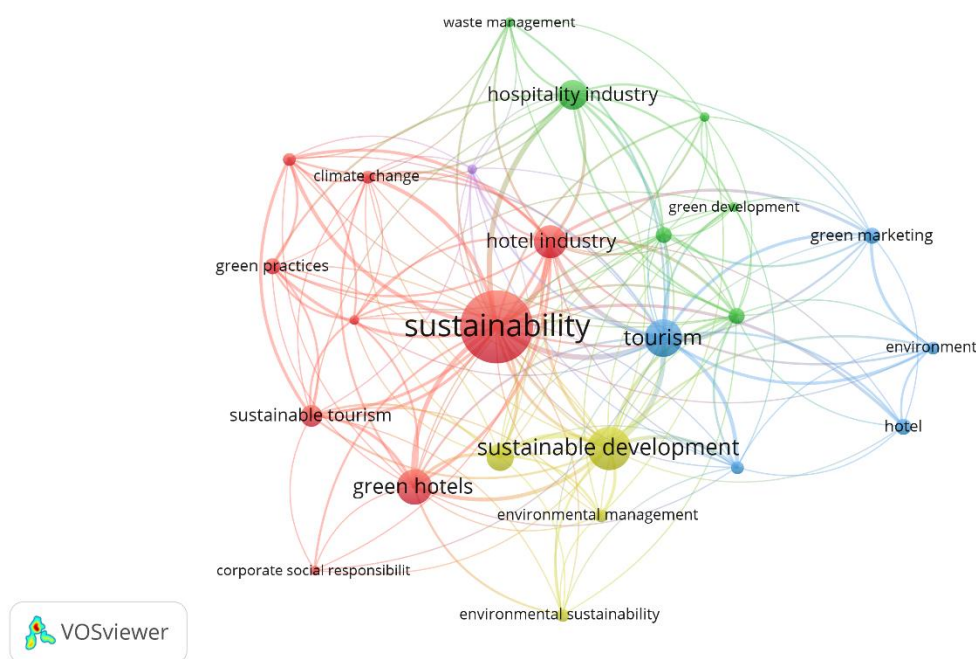 waste management
hospitality industry
climate change
green development
green marketing
hotel industry
green practices
sustainability
tourism
environment
sustainable tourism
hotel
sustainable development
green hotels
environmental management
corporate social responsibilit
environmental sustainability
VOSviewer